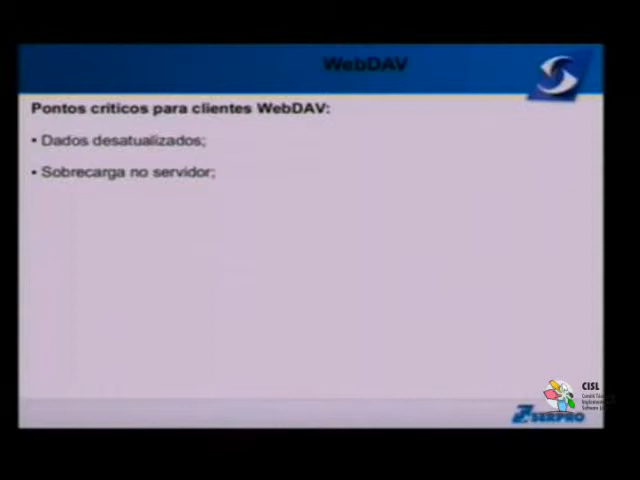 WebDAV
Pontos críticos para clientes WebDAV:
• Dados desatualizados;
• Sobrecarga no servidor;
CISL
SERPRO